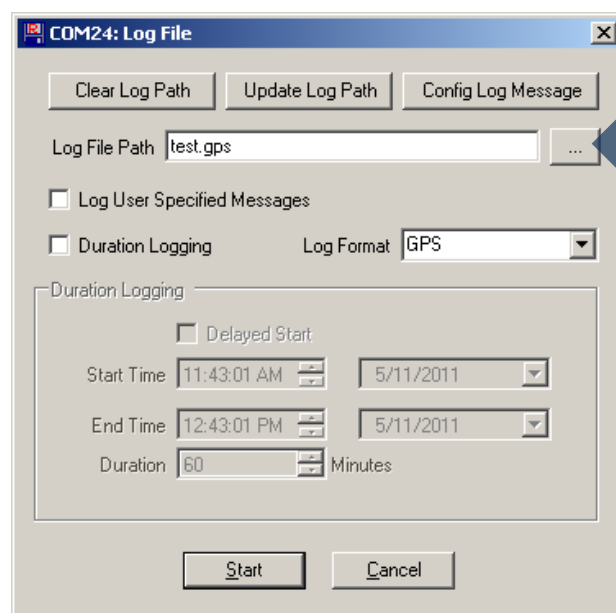 COM24: Log File
Clear Log Path Update Log Path Config Log Message
Log File Path test.gps ...
Log User Specified Messages
Duration Logging Log Format GPS
Duration Logging
Delayed Start
Start Time 11:43:01 AM 5/11/2011
End Time 12:43:01 PM 5/11/2011
Duration 60 Minutes
Start Cancel